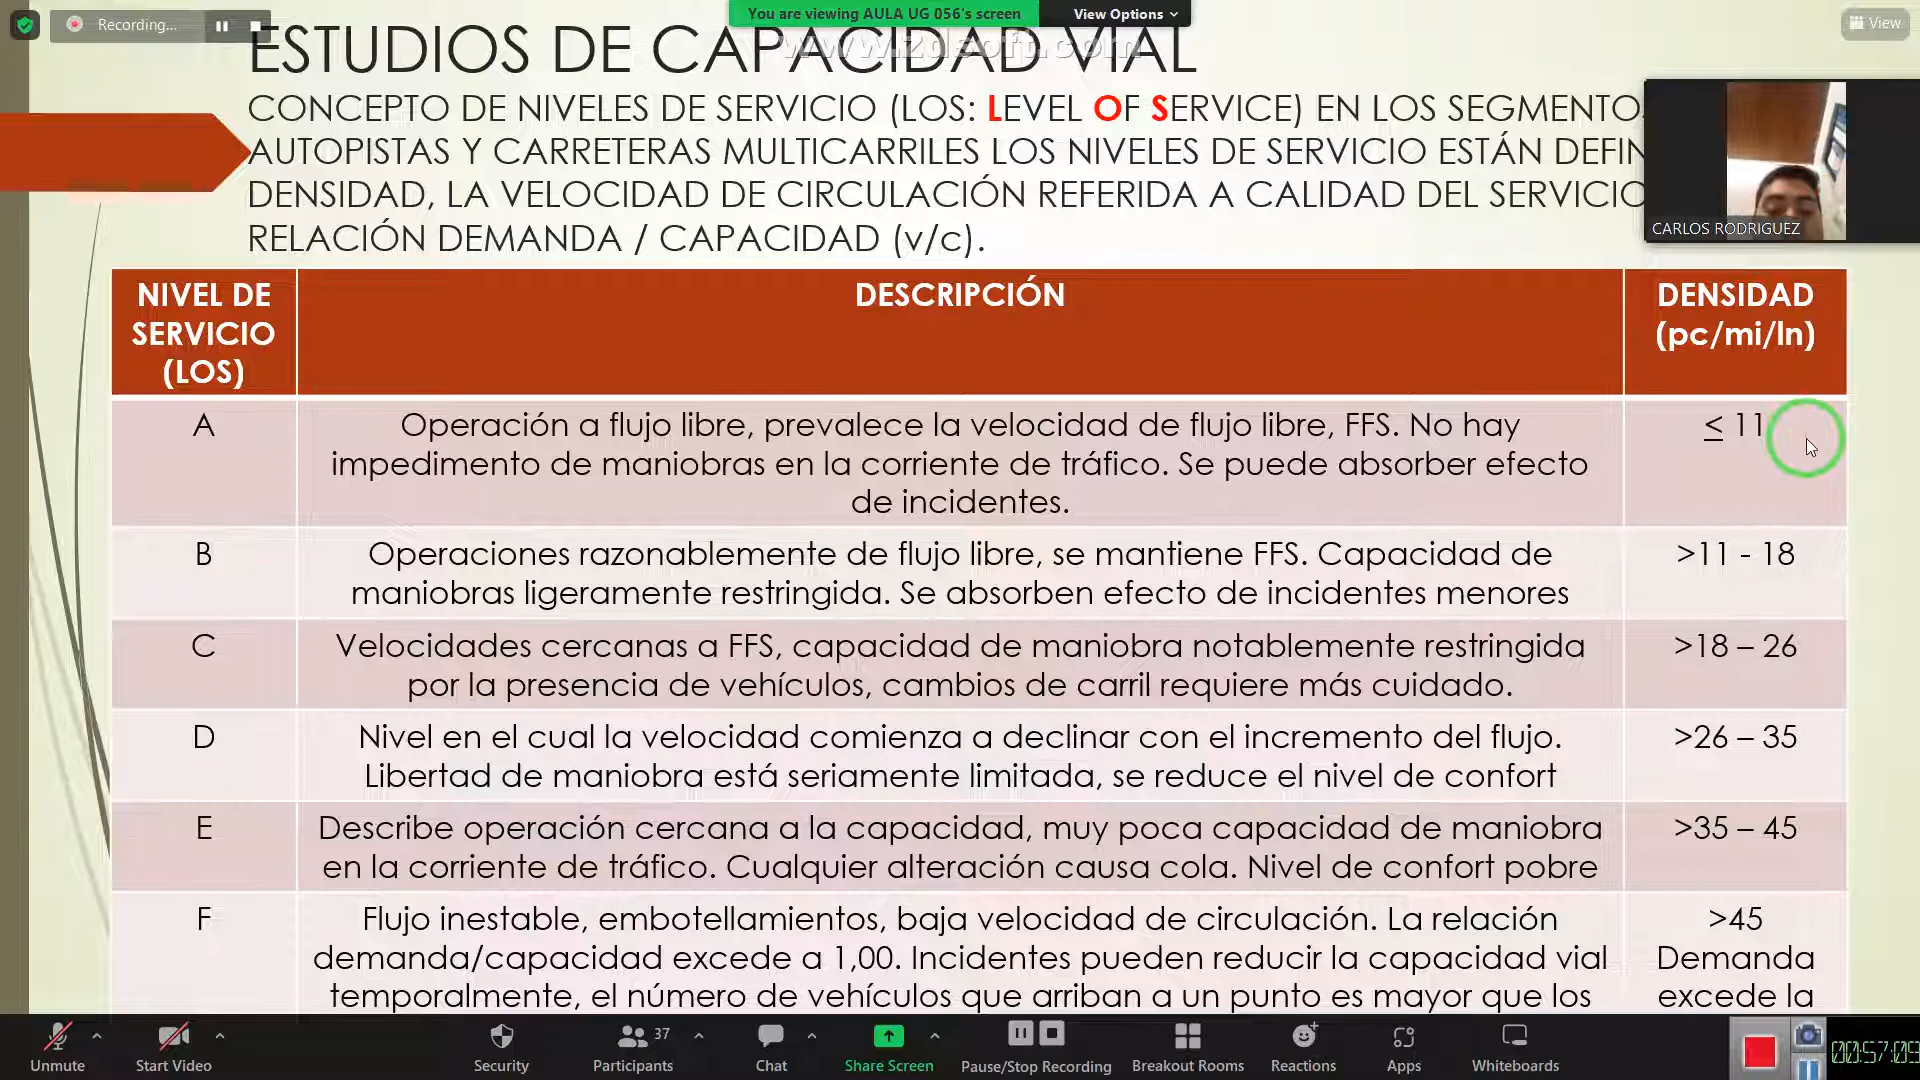 Recording...
You are viewing AULA UG 056's screen
View Options
View
www.zdsoft.com
ESTUDIOS DE CAPACIDAD VIAL
CONCEPTO DE NIVELES DE SERVICIO (LOS: LEVEL OF SERVICE) EN LOS
AUTOPISTAS Y CARRETERAS MULTICARRILES LOS NIVELES DE SERVICIO ESTÁN
DENSIDAD, LA VELOCIDAD DE CIRCULACIÓN REFERIDA A CALIDAD DEL SERVICIO
RELACIÓN DEMANDA / CAPACIDAD (v/c).
CARLOS RODRIGUEZ
NIVEL DE SERVICIO (LOS)
DESCRIPCIÓN
DENSIDAD (pc/mi/ln)
A
Operación a flujo libre, prevalece la velocidad de flujo libre, FFS. No hay
impedimento de maniobras en la corriente de tráfico. Se puede absorber efecto
de incidentes.
≤ 11
B
Operaciones razonablemente de flujo libre, se mantiene FFS. Capacidad de
maniobras ligeramente restringida. Se absorben efecto de incidentes menores
>11 - 18
C
Velocidades cercanas a FFS, capacidad de maniobra notablemente restringida
por la presencia de vehículos, cambios de carril requiere más cuidado.
>18 – 26
D
Nivel en el cual la velocidad comienza a declinar con el incremento del flujo.
Libertad de maniobra está seriamente limitada, se reduce el nivel de confort
>26 – 35
E
Describe operación cercana a la capacidad, muy poca capacidad de maniobra
en la corriente de tráfico. Cualquier alteración causa cola. Nivel de confort pobre
>35 – 45
F
Flujo inestable, embotellamientos, baja velocidad de circulación. La relación
demanda/capacidad excede a 1,00. Incidentes pueden reducir la capacidad vial
temporalmente, el número de vehículos que arriban a un punto es mayor que los
>45
Demanda
excede la
Unmute
Start Video
Security
37
Participants
Chat
Share Screen
Pause/Stop Recording
Breakout Rooms
Reactions
Apps
Whiteboards
00:57:09